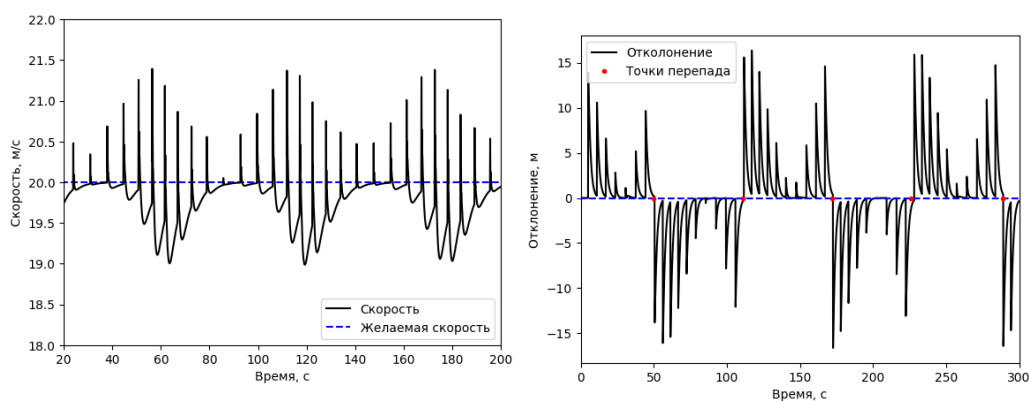 22.0
21.5
21.0
20.5
20.0
19.5
19.0
18.5
18.0
Скорость, м/с
20 40 60 80 100 120 140 160 180 200
Время, с
Скорость
Желаемая скорость
15
10
5
0
−5
−10
−15
Отклонение, м
0 50 100 150 200 250 300
Время, с
Отколонение
Точки перепада